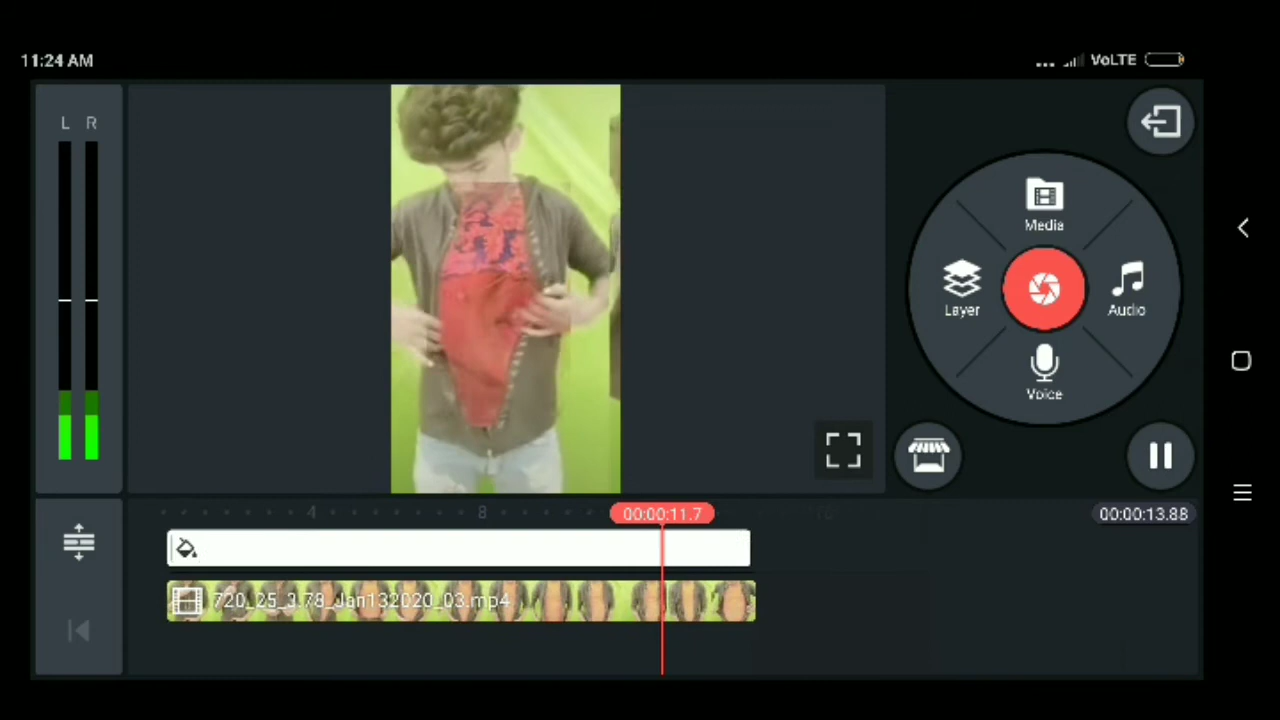 11:24 AM
VoLTE
L R
Media
Layer
Audio
Voice
4
8
00:00:11.7
00:00:13.88
720_25_3.78_Jan132020_03.mp4